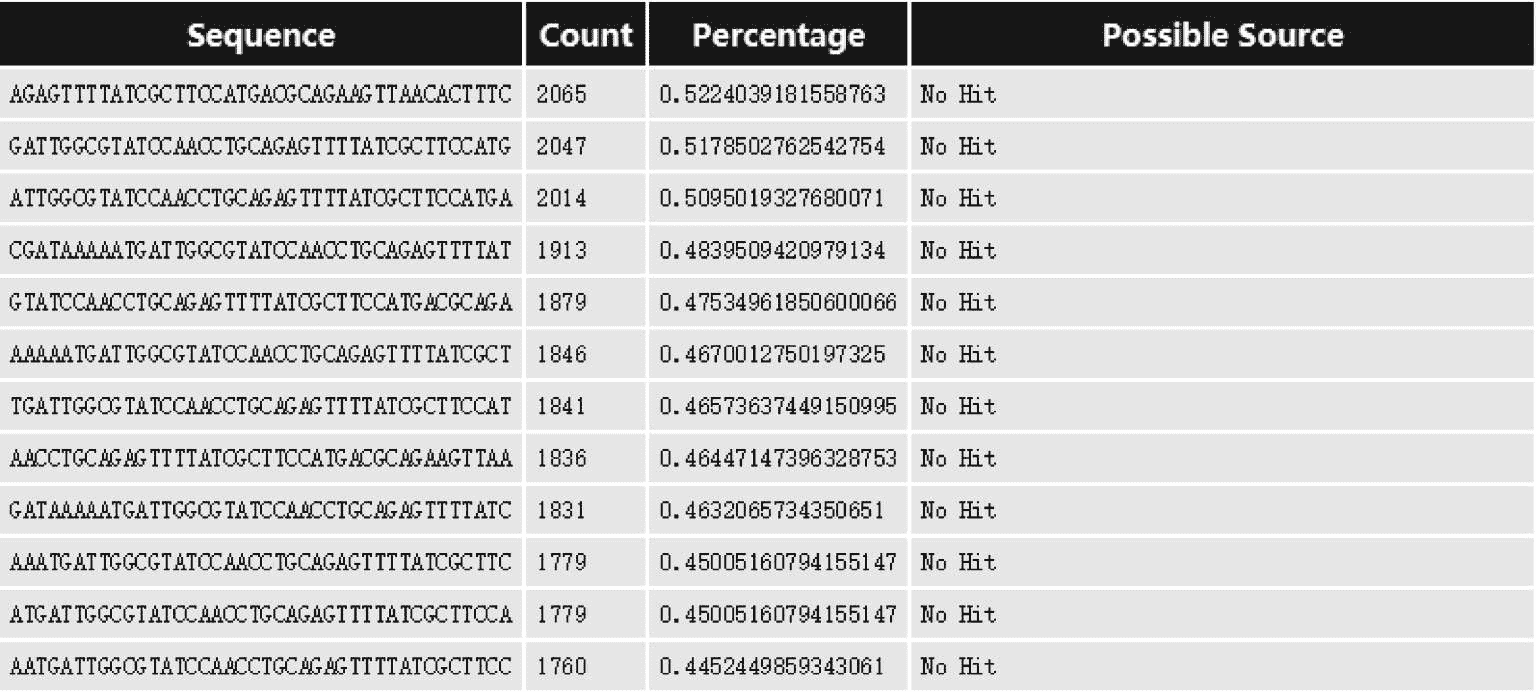 Sequence Count Percentage Possible Source
AGAGTTTTATCGCTTCCATGACGCAGAAGTTAACACTTTC 2065 0.5224039181558763 No Hit
GATTGGCGTATCCAACCTGCAGAGTTTTATCGCTTCCATG 2047 0.5178502762542754 No Hit
ATTGGCGTATCCAACCTGCAGAGTTTTATCGCTTCCATGA 2014 0.5095019327680071 No Hit
CGATAAAAATGATTGGCGTATCCAACCTGCAGAGTTTTAT 1913 0.4839509420979134 No Hit
GTATCCAACCTGCAGAGTTTTATCGCTTCCATGACGCAGA 1879 0.47534961850600066 No Hit
AAAAATGATTGGCGTATCCAACCTGCAGAGTTTTATCGCT 1846 0.4670012750197325 No Hit
TGATTGGCGTATCCAACCTGCAGAGTTTTATCGCTTCCAT 1841 0.46573637449150995 No Hit
AACCTGCAGAGTTTTATCGCTTCCATGACGCAGAAGTTAA 1836 0.46447147396328753 No Hit
GATAAAAATGATTGGCGTATCCAACCTGCAGAGTTTTATC 1831 0.4632065734350651 No Hit
AAATGATTGGCGTATCCAACCTGCAGAGTTTTATCGCTTC 1779 0.45005160794155147 No Hit
ATGATTGGCGTATCCAACCTGCAGAGTTTTATCGCTTCCA 1779 0.45005160794155147 No Hit
AATGATTGGCGTATCCAACCTGCAGAGTTTTATCGCTTCC 1760 0.4452449859343061 No Hit